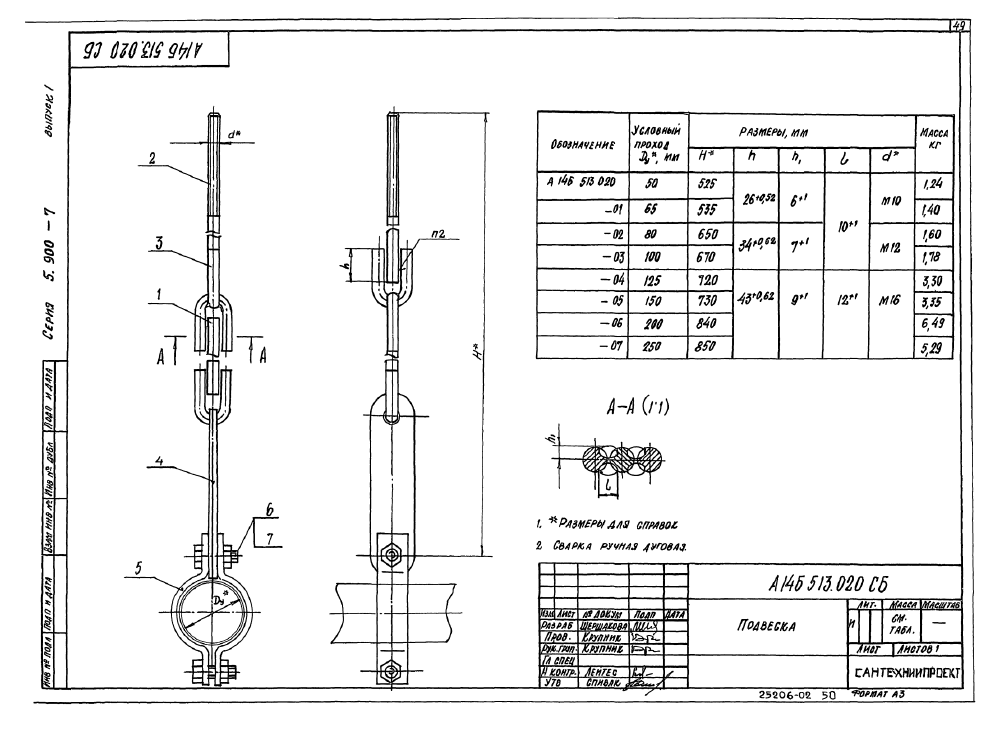 49
А14Б 513.020 СБ
Серия 5.900-7 выпуск 1
d*
2
3
1
А А
4
6
7
5
Dу*
п2
h
H*
Обозначение
Условный проход Dу*, мм
Размеры, мм
Масса кг
H* h h₁ l d*
А 14Б 513 020 50 525 26+0,52 6+1 10+1 М10 1,24
-01 65 535 1,40
-02 80 650 34+0,62 7+1 М12 1,60
-03 100 670 1,78
-04 125 720 43+0,62 9+1 12+1 М16 3,30
-05 150 730 3,35
-06 200 840 6,49
-07 250 850 5,29
А-А (1:1)
h₁
l
1. *Размеры для справок
2 Сварка ручная дуговая.
А14Б 513.020 СБ
Изм. Лист № докум Подп Дата
Разраб Шершакова
Пров. Крупник
Рук. груп. Крупник
Гл спец
Н контр. Лейтес
Утв Спивак
Подвеска
Лит. Масса Масштаб
И См. табл. —
Лист Листов 1
САНТЕХНИИПРОЕКТ
Инв № подл Подп и дата Взам инв № Инв № дубл Подп и дата
25206-02 50 Формат А3